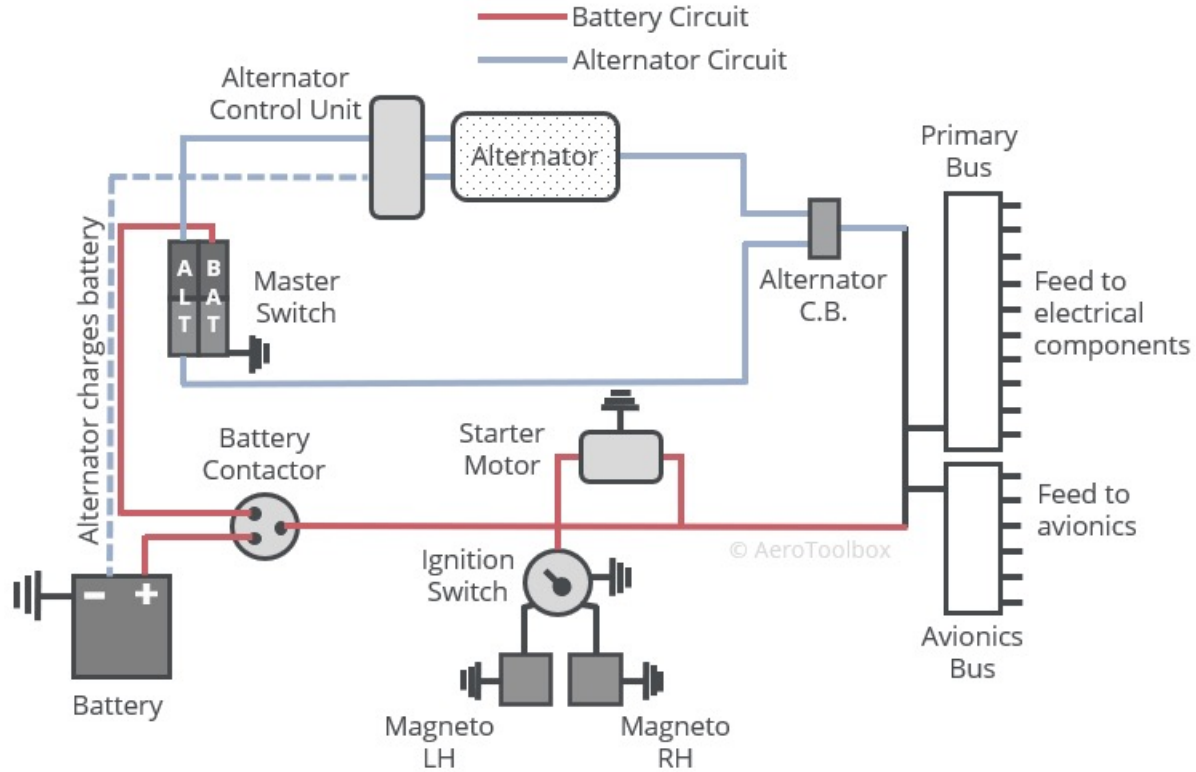 Battery Circuit
Alternator Circuit
Alternator
Control Unit
Alternator
Primary
Bus
Alternator charges battery
A
L
T
B
A
T
Master
Switch
Alternator
C.B.
Feed to
electrical
components
Battery
Contactor
Starter
Motor
Feed to
avionics
© AeroToolbox
Ignition
Switch
− +
Battery
Avionics
Bus
Magneto
LH
Magneto
RH